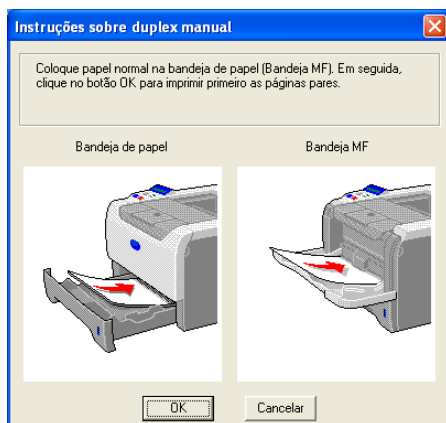 Instruções sobre duplex manual
Coloque papel normal na bandeja de papel (Bandeja MF). Em seguida,
clique no botão OK para imprimir primeiro as páginas pares.
Bandeja de papel
Bandeja MF
OK
Cancelar